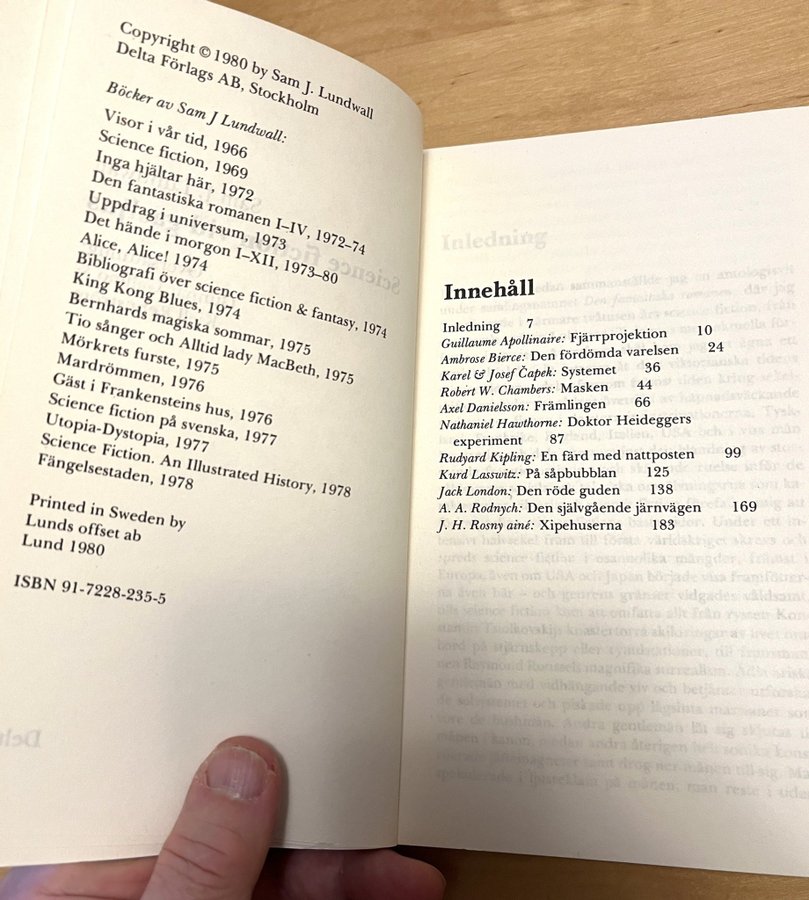 Copyright © 1980 by Sam J. Lundwall
Delta Förlags AB, Stockholm
Böcker av Sam J Lundwall:
Visor i vår tid, 1966
Science fiction, 1969
Inga hjältar här, 1972
Den fantastiska romanen I–IV, 1972–74
Uppdrag i universum, 1973
Det hände i morgon I–XII, 1973–80
Alice, Alice! 1974
Bibliografi över science fiction & fantasy, 1974
King Kong Blues, 1974
Bernhards magiska sommar, 1975
Tio sånger och Alltid lady MacBeth, 1975
Mörkrets furste, 1975
Mardrömmen, 1976
Gäst i Frankensteins hus, 1976
Science fiction på svenska, 1977
Utopia-Dystopia, 1977
Science Fiction. An Illustrated History, 1978
Fängelsestaden, 1978
Printed in Sweden by
Lunds offset ab
Lund 1980
ISBN 91-7228-235-5
Inledning
Innehåll
Inledning 7
Guillaume Apollinaire: Fjärrprojektion 10
Ambrose Bierce: Den fördömda varelsen 24
Karel & Josef Čapek: Systemet 36
Robert W. Chambers: Masken 44
Axel Danielsson: Främlingen 66
Nathaniel Hawthorne: Doktor Heideggers
experiment 87
Rudyard Kipling: En färd med nattposten 99
Kurd Lasswitz: På såpbubblan 125
Jack London: Den röde guden 138
A. A. Rodnych: Den självgående järnvägen 169
J. H. Rosny ainé: Xipehuserna 183